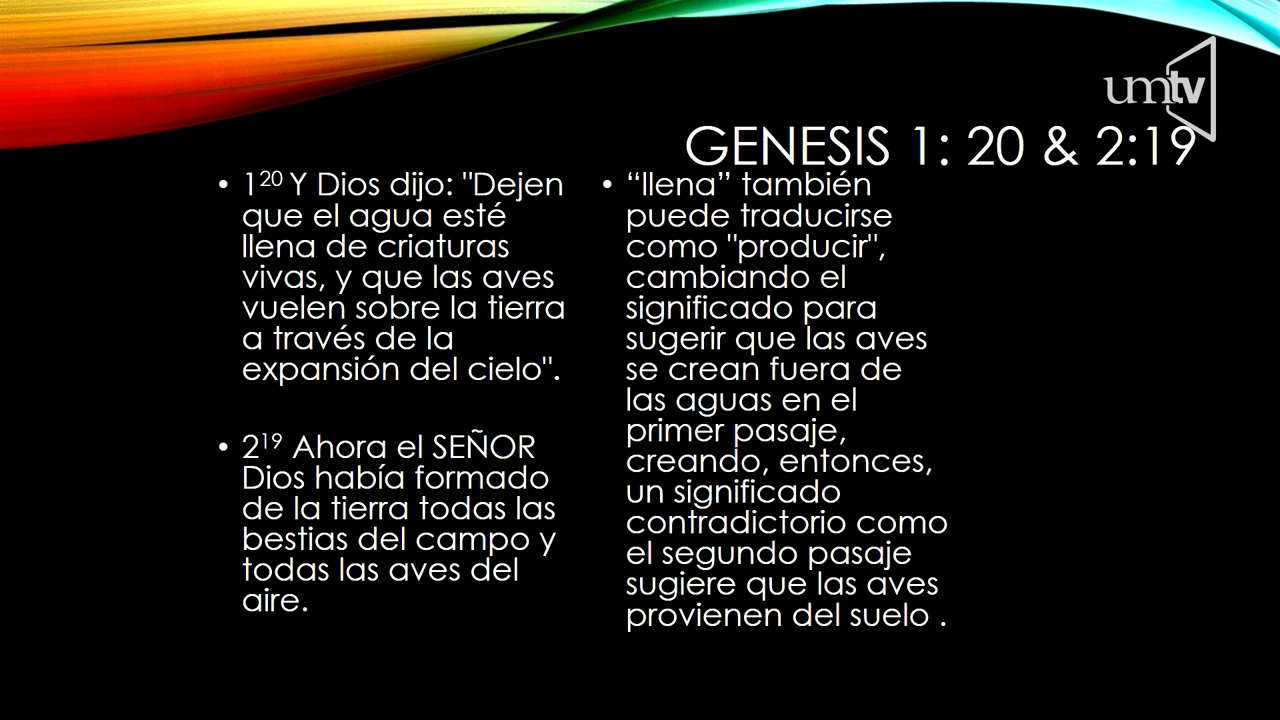 umtv
GENESIS 1: 20 & 2:19
• 1²⁰ Y Dios dijo: "Dejen
que el agua esté
llena de criaturas
vivas, y que las aves
vuelen sobre la tierra
a través de la
expansión del cielo".
• 2¹⁹ Ahora el SEÑOR
Dios había formado
de la tierra todas las
bestias del campo y
todas las aves del
aire.
• “llena” también
puede traducirse
como "producir",
cambiando el
significado para
sugerir que las aves
se crean fuera de
las aguas en el
primer pasaje,
creando, entonces,
un significado
contradictorio como
el segundo pasaje
sugiere que las aves
provienen del suelo .